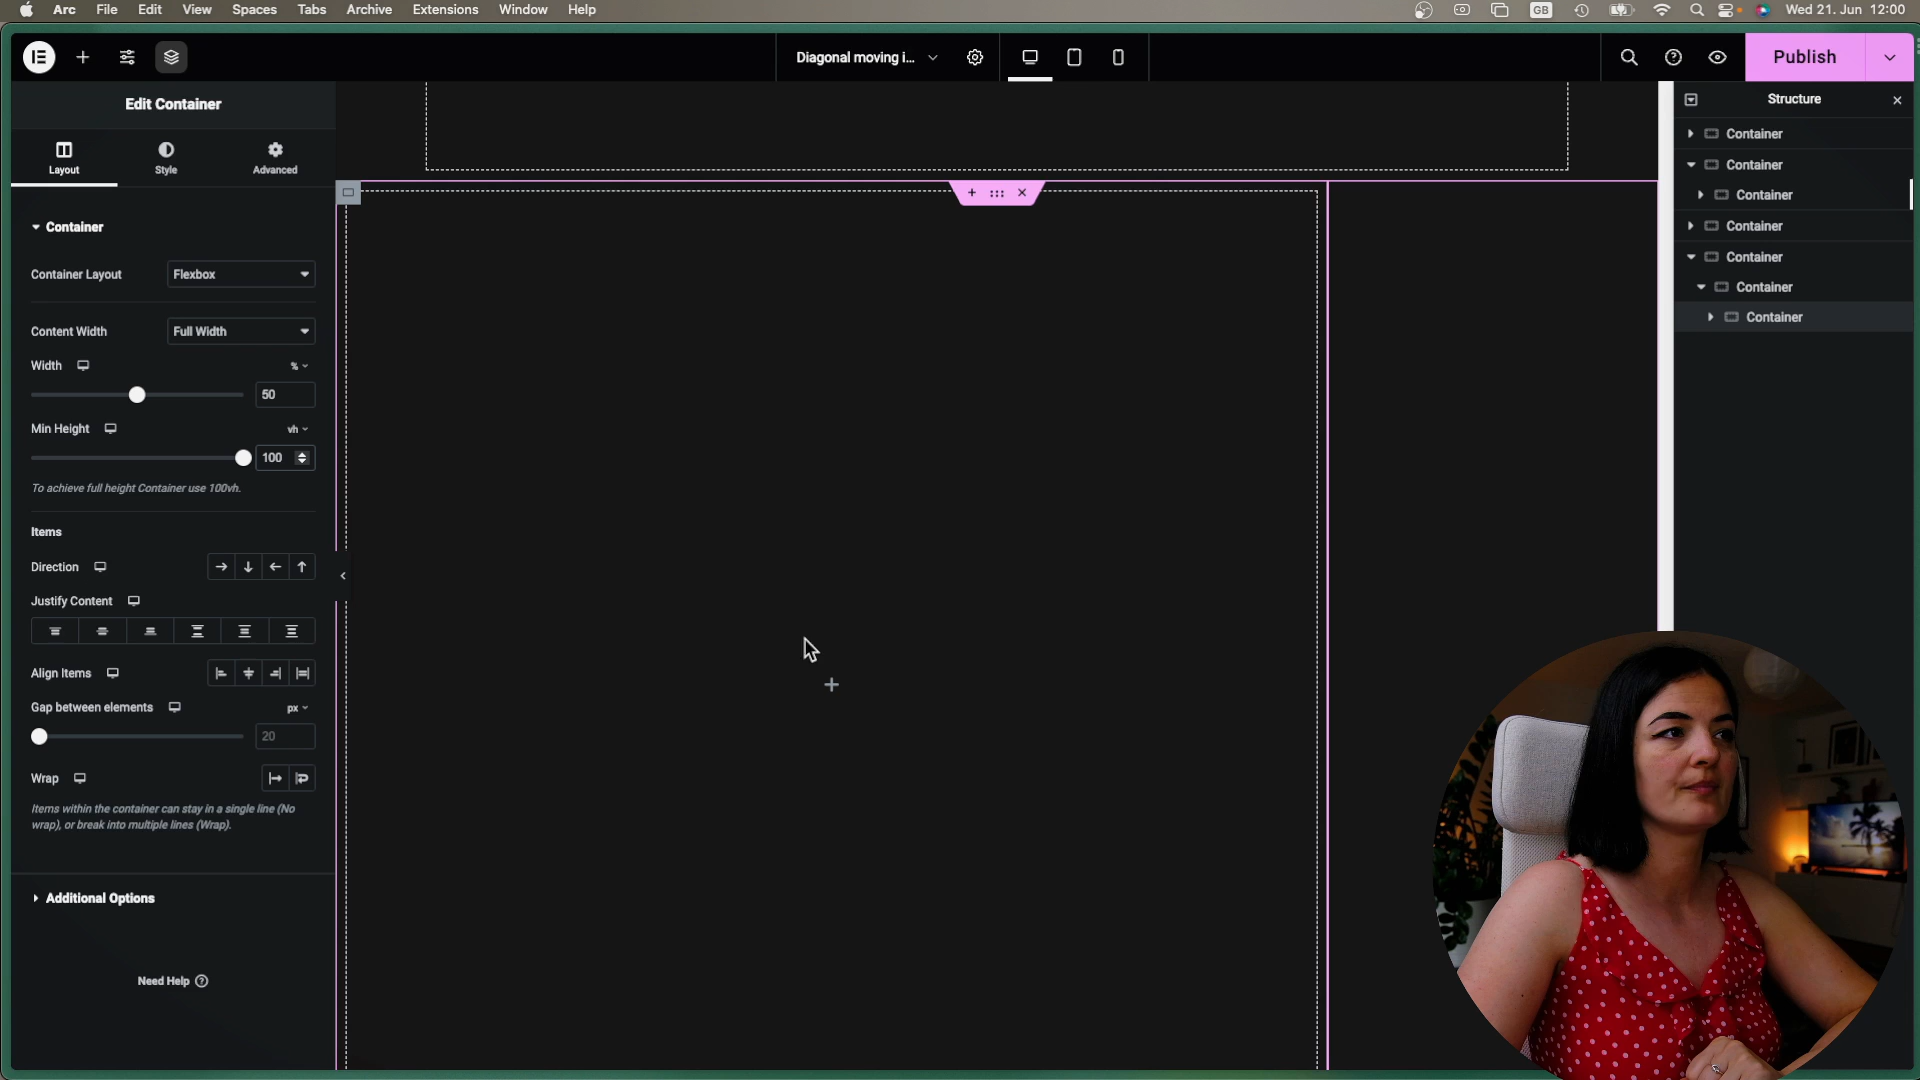 Arc File Edit View Spaces Tabs Archive Extensions Window Help GB Wed 21. Jun 12:00
Diagonal moving i... Publish
Edit Container
Layout Style Advanced
Container
Container Layout Flexbox
Content Width Full Width
Width %
50
Min Height vh
100
To achieve full height Container use 100vh.
Items
Direction
Justify Content
Align Items
Gap between elements px
20
Wrap
Items within the container can stay in a single line (No
wrap), or break into multiple lines (Wrap).
Additional Options
Need Help
Structure
Container
Container
Container
Container
Container
Container
Container